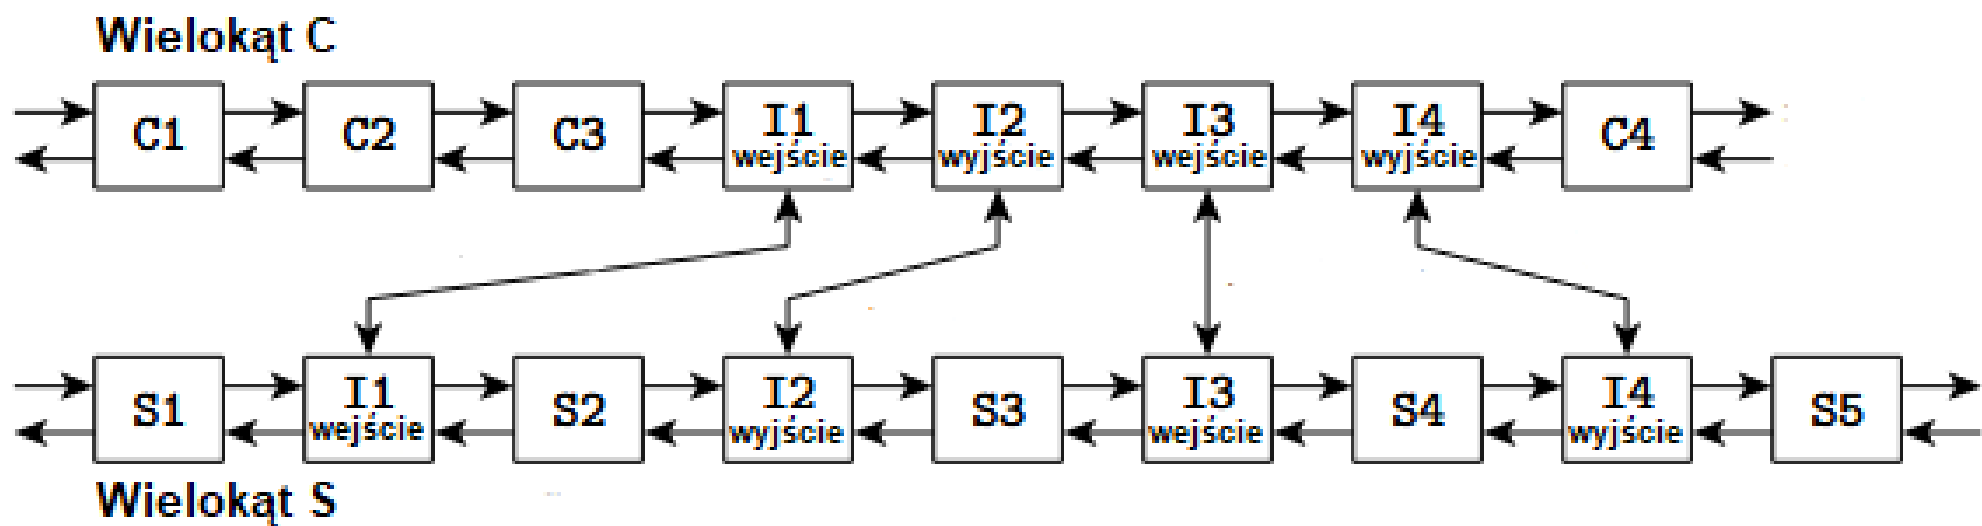 Wielokąt C
C1 C2 C3 I1 wejście I2 wyjście I3 wejście I4 wyjście C4
S1 I1 wejście S2 I2 wyjście S3 I3 wejście S4 I4 wyjście S5
Wielokąt S